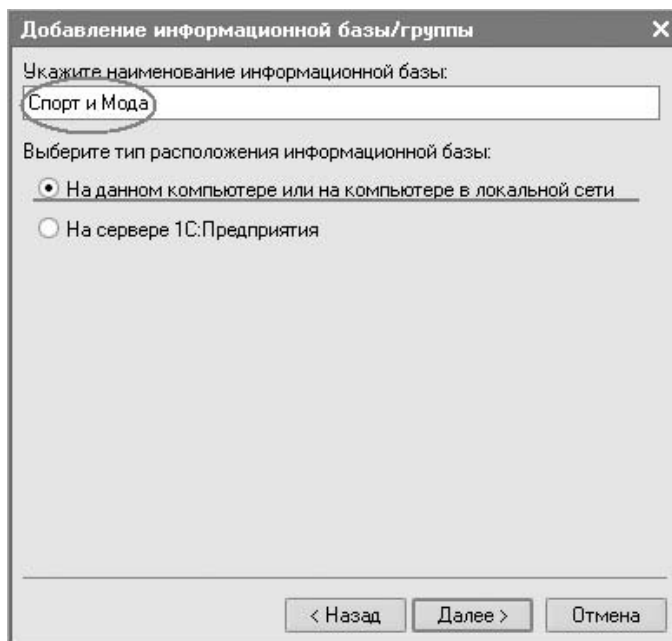 Добавление информационной базы/группы
Укажите наименование информационной базы:
Спорт и Мода
Выберите тип расположения информационной базы:
На данном компьютере или на компьютере в локальной сети
На сервере 1С:Предприятия
< Назад Далее > Отмена